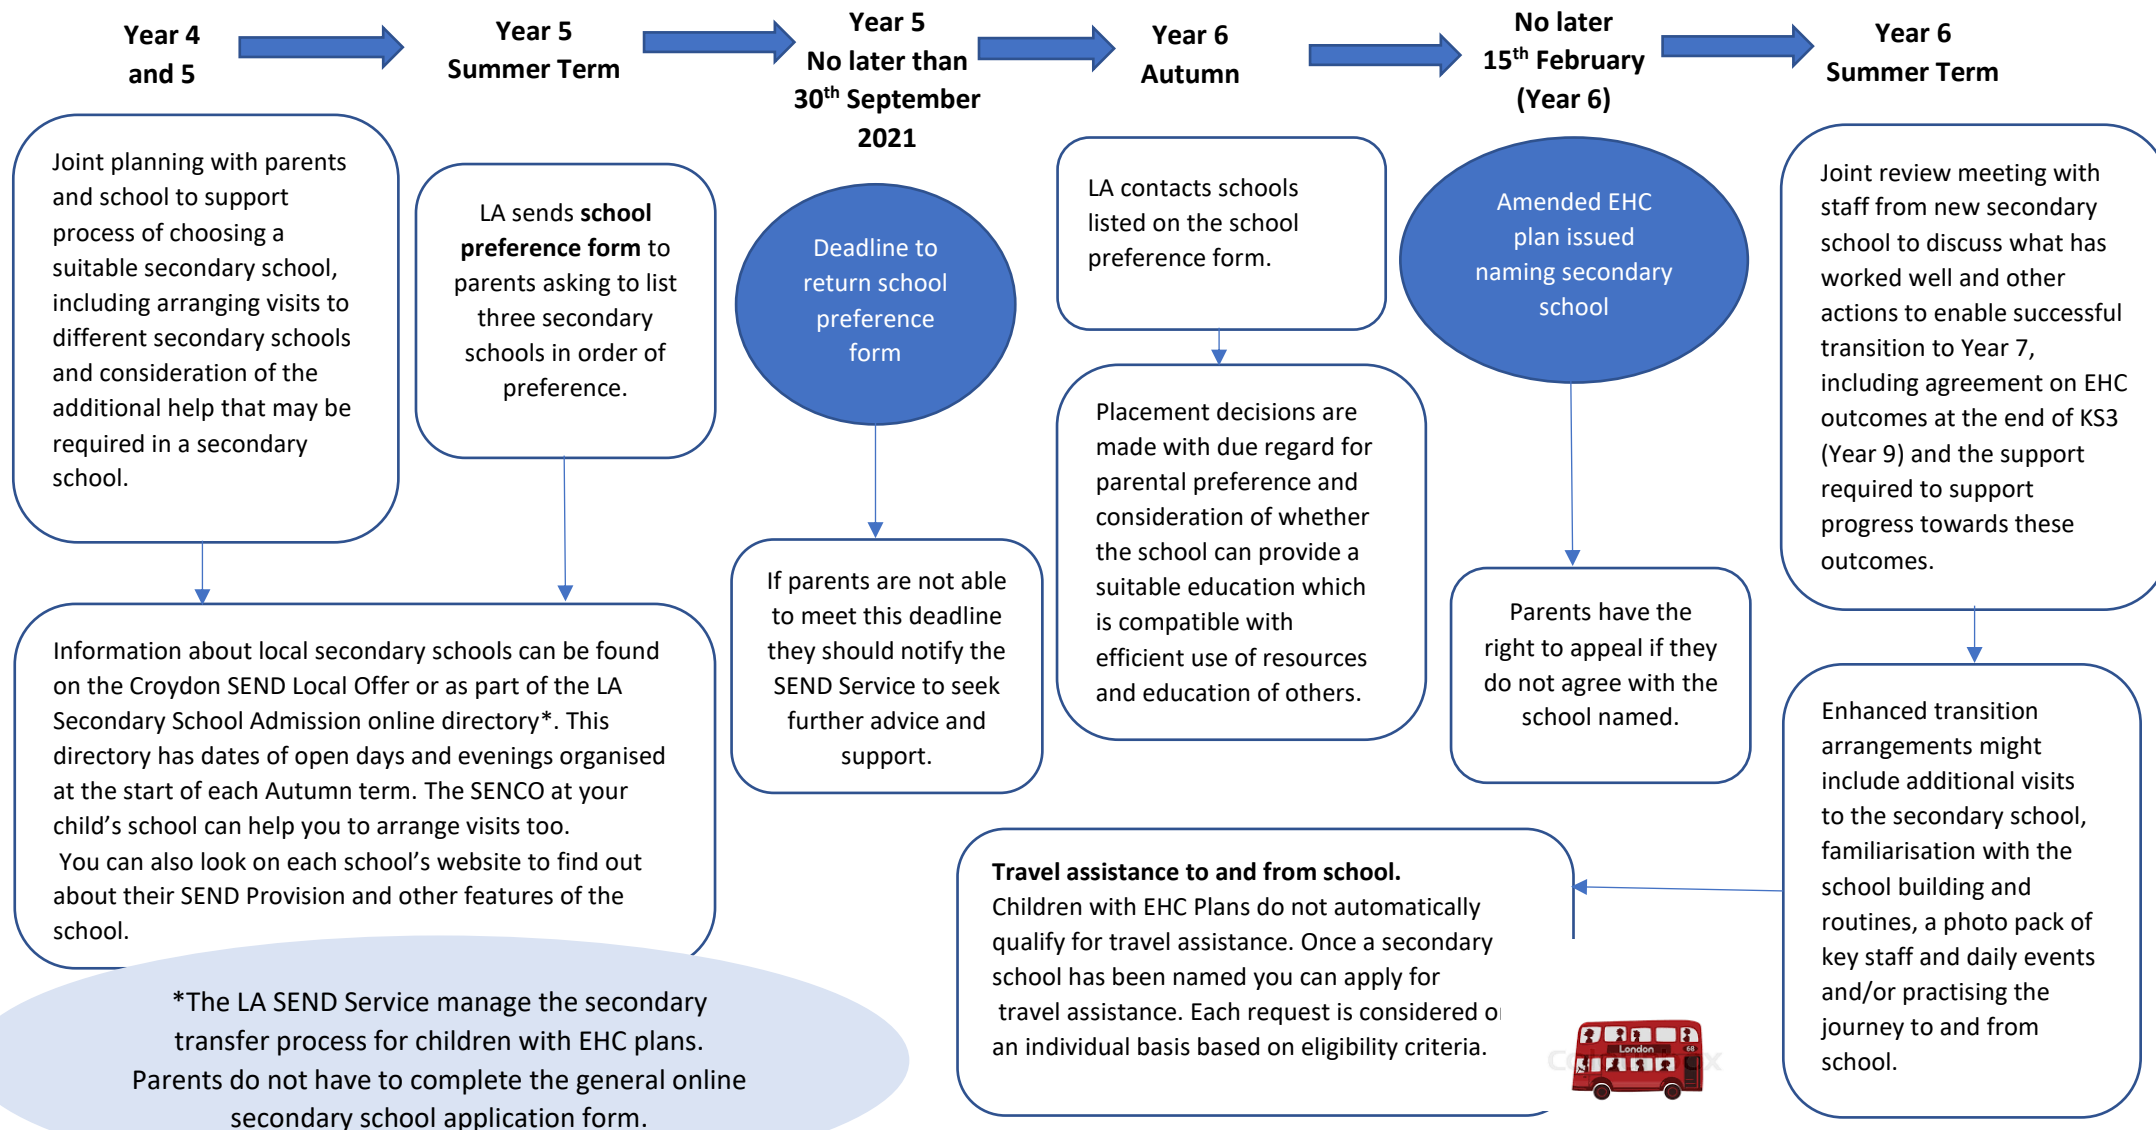 Year 4
and 5
Year 5
Summer Term
Year 5
No later than
30th September
2021
Year 6
Autumn
No later
15th February
(Year 6)
Year 6
Summer Term
Joint planning with parents
and school to support
process of choosing a
suitable secondary school,
including arranging visits to
different secondary schools
and consideration of the
additional help that may be
required in a secondary
school.
LA sends school
preference form to
parents asking to list
three secondary
schools in order of
preference.
Deadline to
return school
preference
form
LA contacts schools
listed on the school
preference form.
Amended EHC
plan issued
naming secondary
school
Joint review meeting with
staff from new secondary
school to discuss what has
worked well and other
actions to enable successful
transition to Year 7,
including agreement on EHC
outcomes at the end of KS3
(Year 9) and the support
required to support
progress towards these
outcomes.
Information about local secondary schools can be found
on the Croydon SEND Local Offer or as part of the LA
Secondary School Admission online directory*. This
directory has dates of open days and evenings organised
at the start of each Autumn term. The SENCO at your
child's school can help you to arrange visits too.
You can also look on each school's website to find out
about their SEND Provision and other features of the
school.
If parents are not able
to meet this deadline
they should notify the
SEND Service to seek
further advice and
support.
Placement decisions are
made with due regard for
parental preference and
consideration of whether
the school can provide a
suitable education which
is compatible with
efficient use of resources
and education of others.
Parents have the
right to appeal if they
do not agree with the
school named.
Enhanced transition
arrangements might
include additional visits
to the secondary school,
familiarisation with the
school building and
routines, a photo pack of
key staff and daily events
and/or practising the
journey to and from
school.
Travel assistance to and from school.
Children with EHC Plans do not automatically
qualify for travel assistance. Once a secondary
school has been named you can apply for
travel assistance. Each request is considered
an individual basis based on eligibility criteria.
London
68
*The LA SEND Service manage the secondary
transfer process for children with EHC plans.
Parents do not have to complete the general online
secondary school application form.